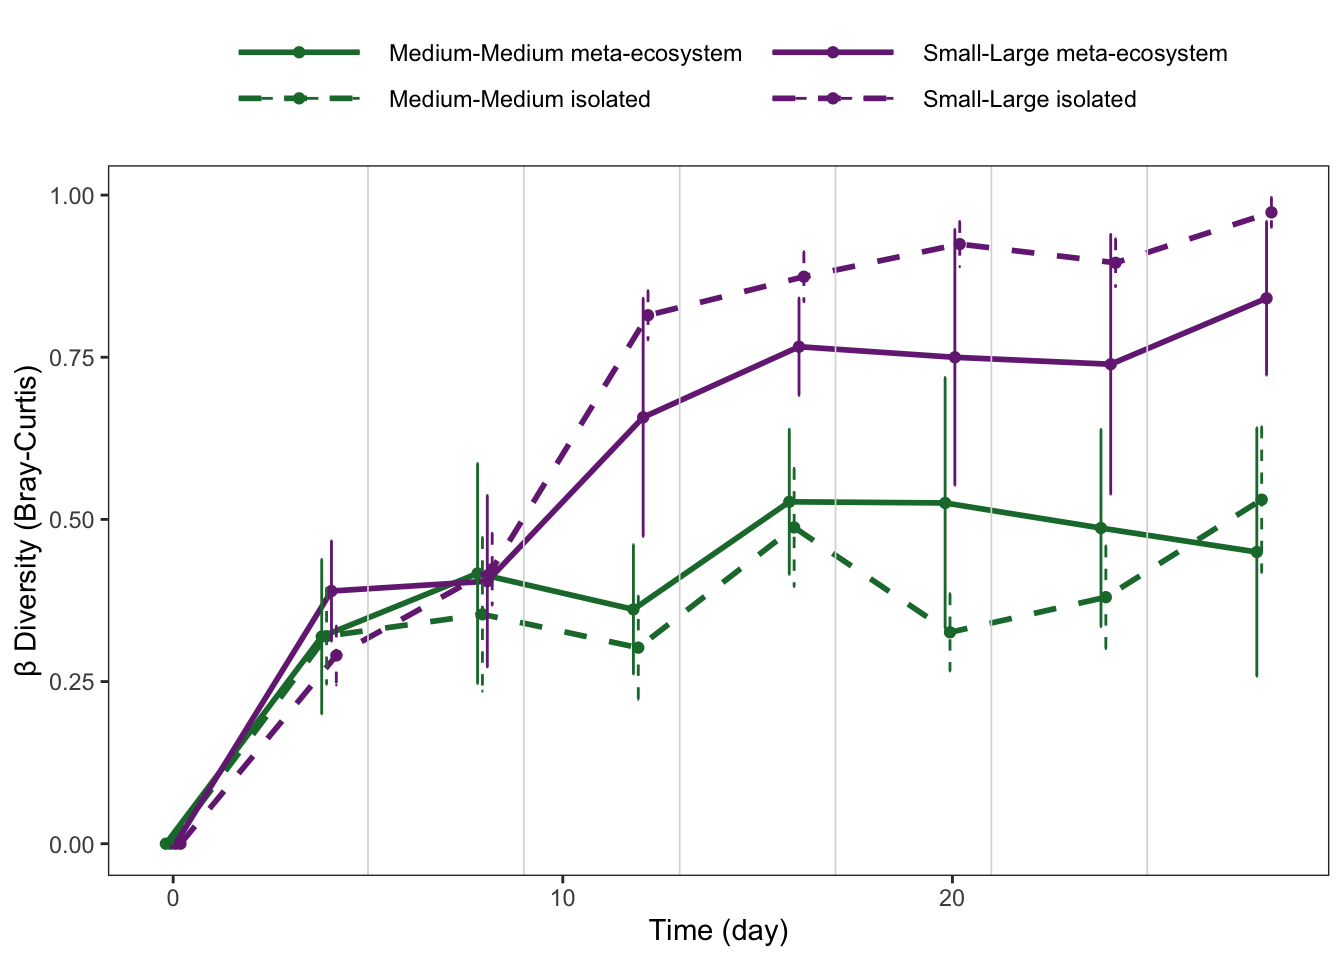 Medium-Medium meta-ecosystem Small-Large meta-ecosystem
Medium-Medium isolated Small-Large isolated
1.00
0.75
0.50
0.25
0.00
β Diversity (Bray-Curtis)
0 10 20
Time (day)